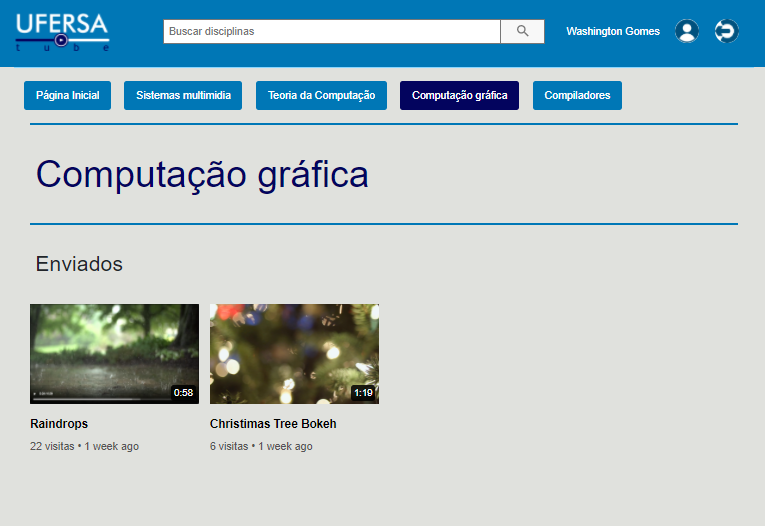 UFERSA
tube
Buscar disciplinas
Washington Gomes
Página Inicial
Sistemas multimidia
Teoria da Computação
Computação gráfica
Compiladores
Computação gráfica
Enviados
0:58
1:19
Raindrops
Christimas Tree Bokeh
22 visitas • 1 week ago
6 visitas • 1 week ago